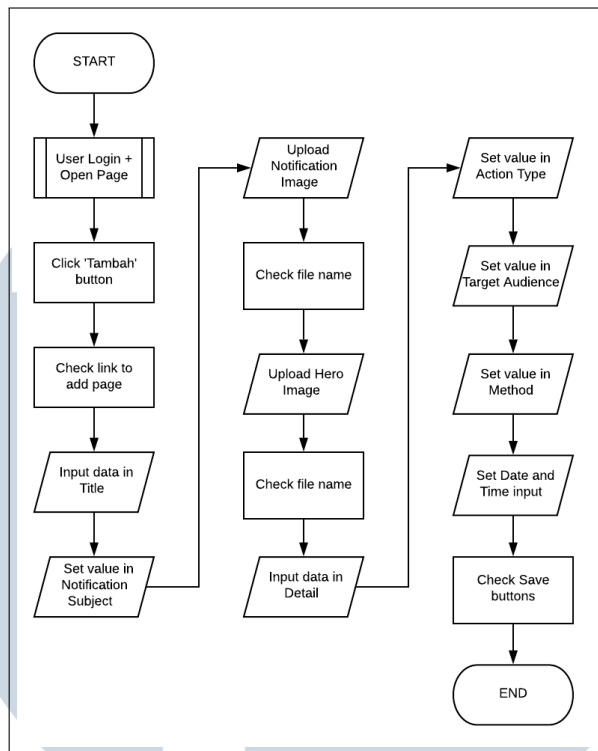 START
User Login +
Open Page
Click 'Tambah'
button
Check link to
add page
Input data in
Title
Set value in
Notification
Subject
Upload
Notification
Image
Check file name
Upload Hero
Image
Check file name
Input data in
Detail
Set value in
Action Type
Set value in
Target Audience
Set value in
Method
Set Date and
Time input
Check Save
buttons
END